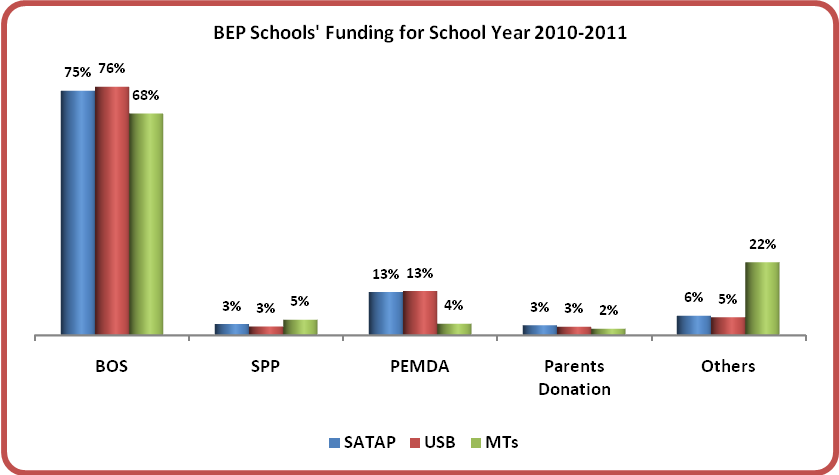 BEP Schools' Funding for School Year 2010-2011
75%
76%
68%
3%
3%
5%
13%
13%
4%
3%
3%
2%
6%
5%
22%
BOS
SPP
PEMDA
Parents
Donation
Others
SATAP
USB
MTs